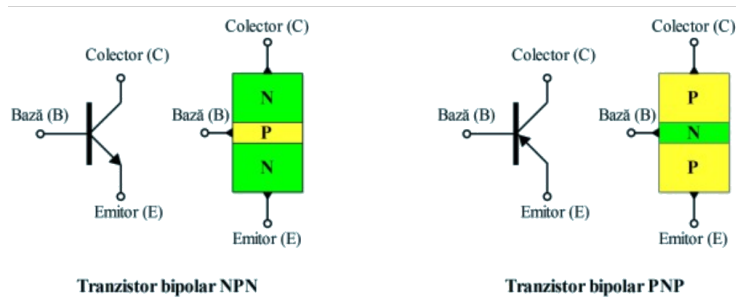 Colector (C)
Bază (B)
Emitor (E)
Colector (C)
Bază (B)
N
P
N
Emitor (E)
Tranzistor bipolar NPN
Colector (C)
Bază (B)
Emitor (E)
Colector (C)
Bază (B)
P
N
P
Emitor (E)
Tranzistor bipolar PNP